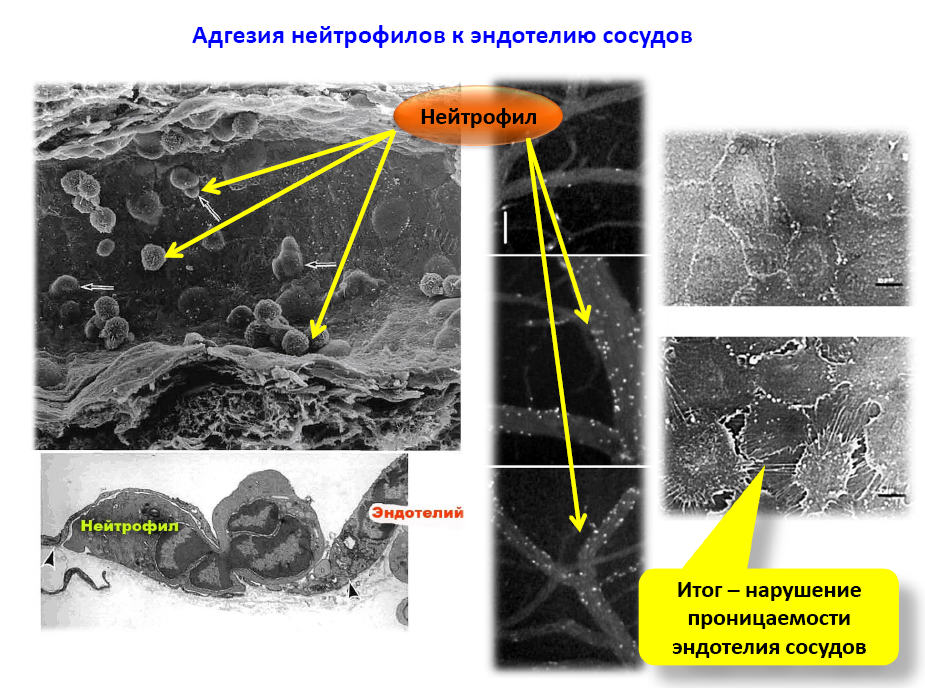 Адгезия нейтрофилов к эндотелию сосудов
Нейтрофил
Нейтрофил
Эндотелий
Итог – нарушение
проницаемости
эндотелия сосудов